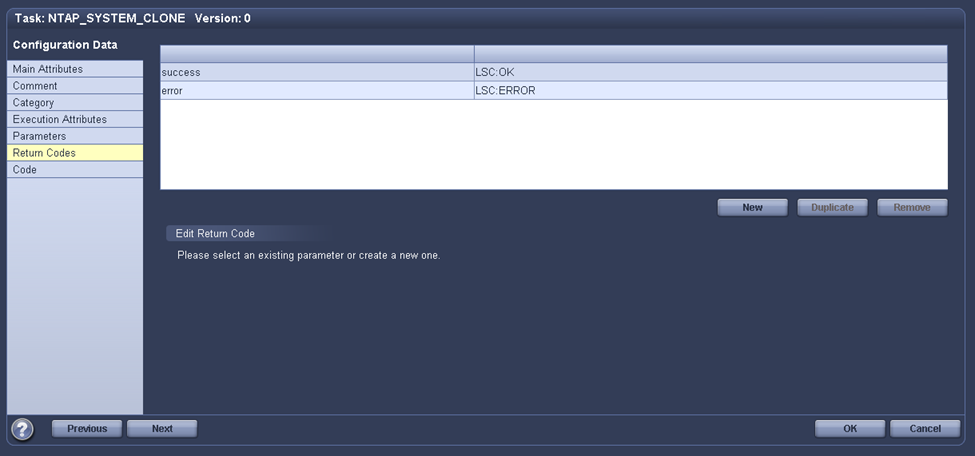 Task: NTAP_SYSTEM_CLONE Version: 0
Configuration Data
Main Attributes
Comment
Category
Execution Attributes
Parameters
Return Codes
Code
success LSC:OK
error LSC:ERROR
New Duplicate Remove
Edit Return Code
Please select an existing parameter or create a new one.
? Previous Next OK Cancel